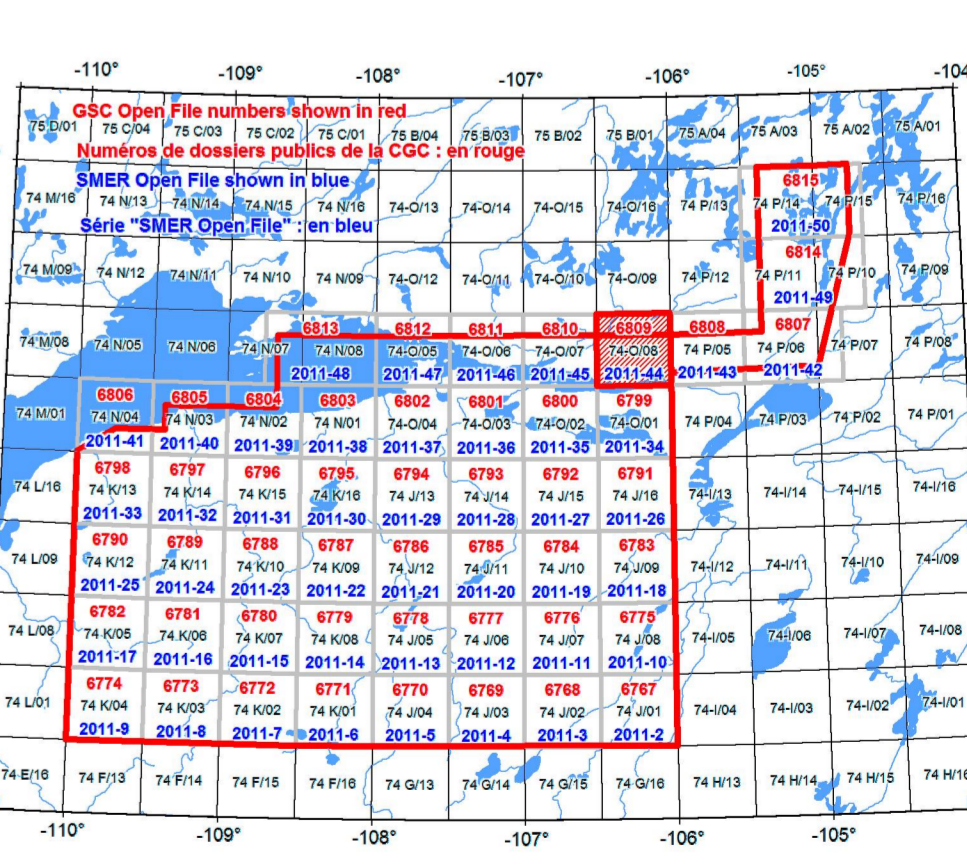 -110° -109° -108° -107° -106° -105° -104
GSC Open File numbers shown in red
75 D/01 75 C/04 75 C/03 75 C/02 75 C/01 75 B/04 75 B/03 75 B/02 75 B/01 75 A/04 75 A/03 75 A/02 75 A/01
Numéros de dossiers publics de la CGC : en rouge
SMER Open File shown in blue
6815
74 M/16 74 N/13 74 N/14 74 N/15 74 N/16 74-O/13 74-O/14 74-O/15 74-O/16 74 P/13 74 P/14 74 P/15 74 P/16
Série "SMER Open File" : en bleu
2011-50
6814
74 M/09 74 N/12 74 N/11 74 N/10 74 N/09 74-O/12 74-O/11 74-O/10 74-O/09 74 P/12 74 P/11 74 P/10 74 P/09
2011-49
6813 6812 6811 6810 6809 6808 6807
74 M/08 74 N/05 74 N/06 74 N/07 74 N/08 74-O/05 74-O/06 74-O/07 74-O/08 74 P/05 74 P/06 74 P/07 74 P/08
2011-48 2011-47 2011-46 2011-45 2011-44 2011-43 2011-42
6806 6805 6804 6803 6802 6801 6800 6799
74 M/01 74 N/04 74 N/03 74 N/02 74 N/01 74-O/04 74-O/03 74-O/02 74-O/01 74 P/04 74 P/03 74 P/02 74 P/01
2011-41 2011-40 2011-39 2011-38 2011-37 2011-36 2011-35 2011-34
6798 6797 6796 6795 6794 6793 6792 6791
74 L/16 74 K/13 74 K/14 74 K/15 74 K/16 74 J/13 74 J/14 74 J/15 74 J/16 74-I/13 74-I/14 74-I/15 74-I/16
2011-33 2011-32 2011-31 2011-30 2011-29 2011-28 2011-27 2011-26
6790 6789 6788 6787 6786 6785 6784 6783
74 L/09 74 K/12 74 K/11 74 K/10 74 K/09 74 J/12 74 J/11 74 J/10 74 J/09 74-I/12 74-I/11 74-I/10 74-I/09
2011-25 2011-24 2011-23 2011-22 2011-21 2011-20 2011-19 2011-18
6782 6781 6780 6779 6778 6777 6776 6775
74 L/08 74 K/05 74 K/06 74 K/07 74 K/08 74 J/05 74 J/06 74 J/07 74 J/08 74-I/05 74-I/06 74-I/07 74-I/08
2011-17 2011-16 2011-15 2011-14 2011-13 2011-12 2011-11 2011-10
6774 6773 6772 6771 6770 6769 6768 6767
74 L/01 74 K/04 74 K/03 74 K/02 74 K/01 74 J/04 74 J/03 74 J/02 74 J/01 74-I/04 74-I/03 74-I/02 74-I/01
2011-9 2011-8 2011-7 2011-6 2011-5 2011-4 2011-3 2011-2
74 E/16 74 F/13 74 F/14 74 F/15 74 F/16 74 G/13 74 G/14 74 G/15 74 G/16 74 H/13 74 H/14 74 H/15 74 H/16
-110° -109° -108° -107° -106° -105°